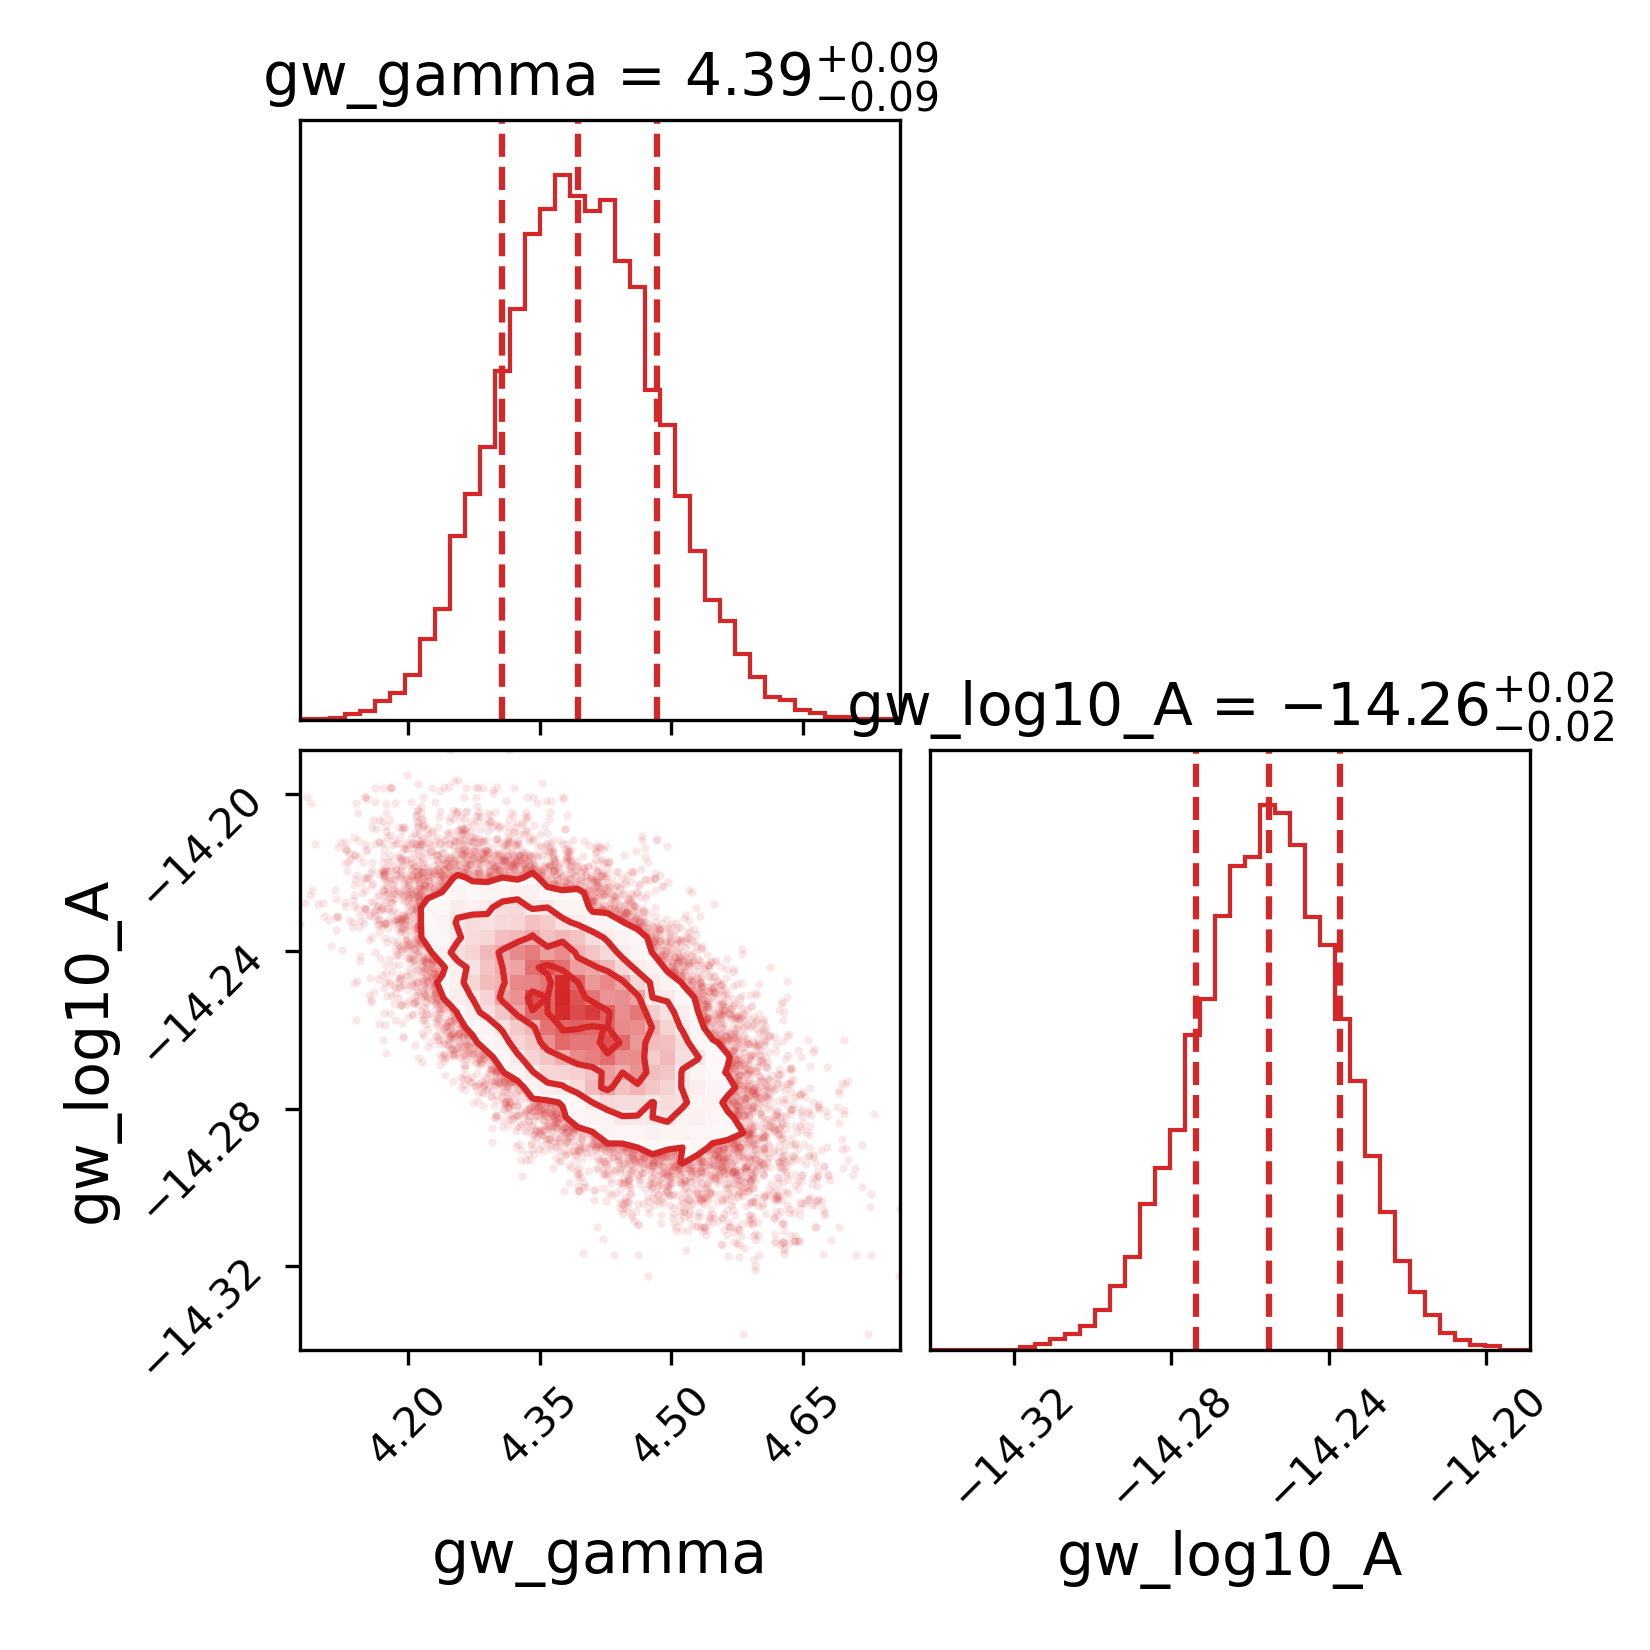 gw_gamma = 4.39 +0.09 −0.09
gw_log10_A = −14.26 +0.02 −0.02
gw_log10_A
−14.20
−14.24
−14.28
−14.32
4.20 4.35 4.50 4.65
−14.32 −14.28 −14.24 −14.20
gw_gamma
gw_log10_A